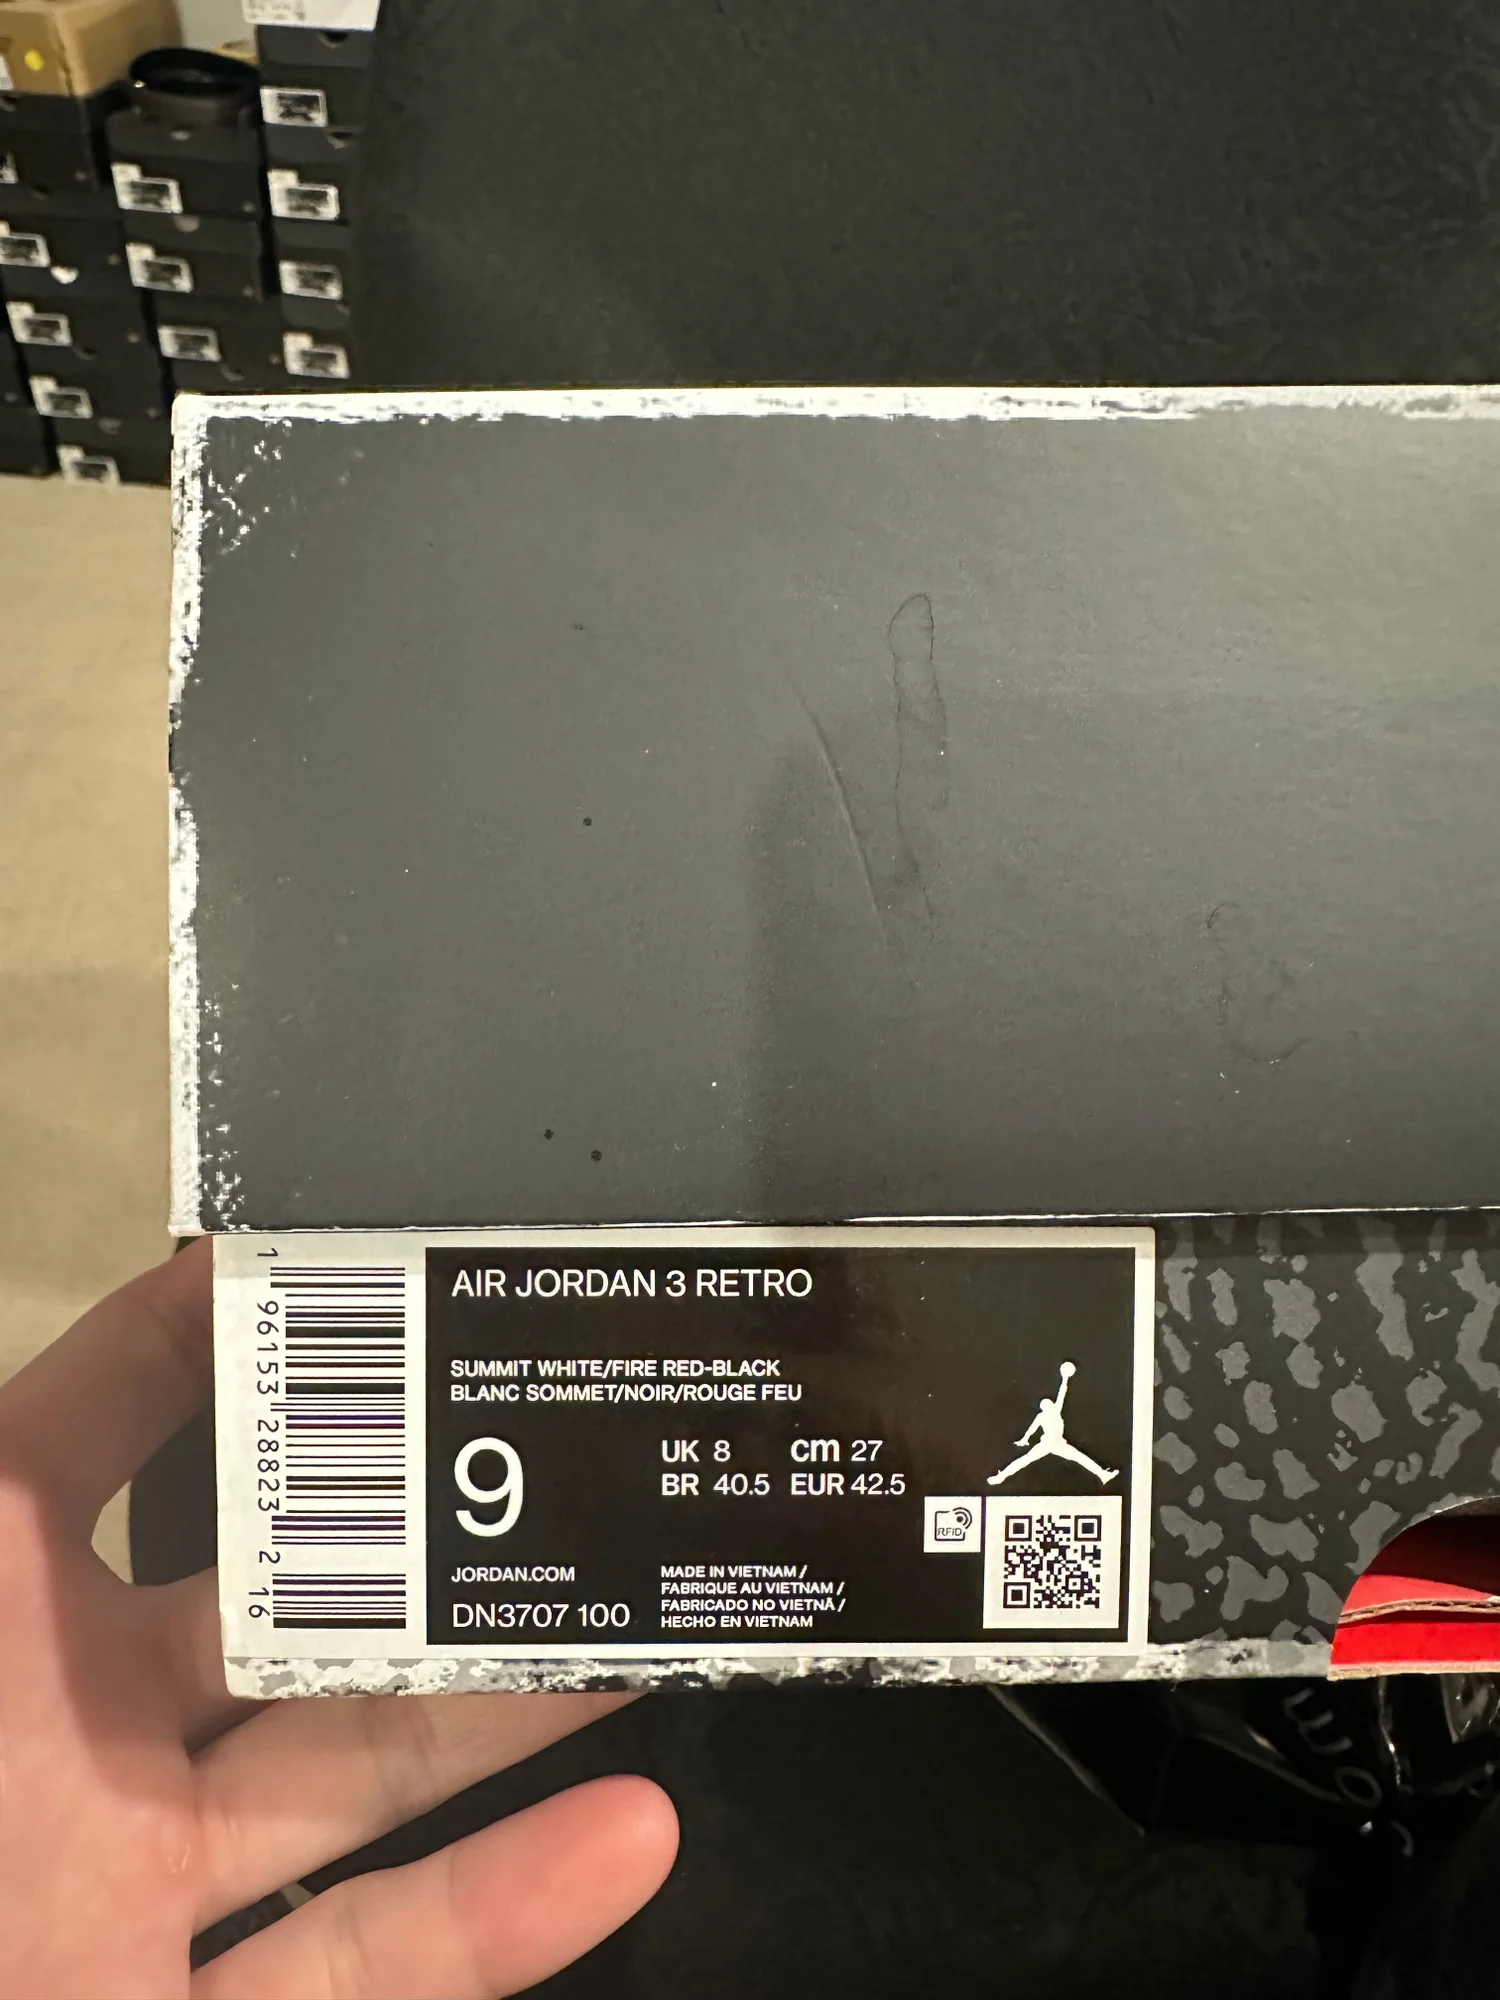 AIR JORDAN 3 RETRO
SUMMIT WHITE/FIRE RED-BLACK
BLANC SOMMET/NOIR/ROUGE FEU
9
UK 8 cm 27
BR 40.5 EUR 42.5
RFID
JORDAN.COM
DN3707 100
MADE IN VIETNAM /
FABRIQUE AU VIETNAM /
FABRICADO NO VIETNÃ /
HECHO EN VIETNAM
1 96153 28823 2 16